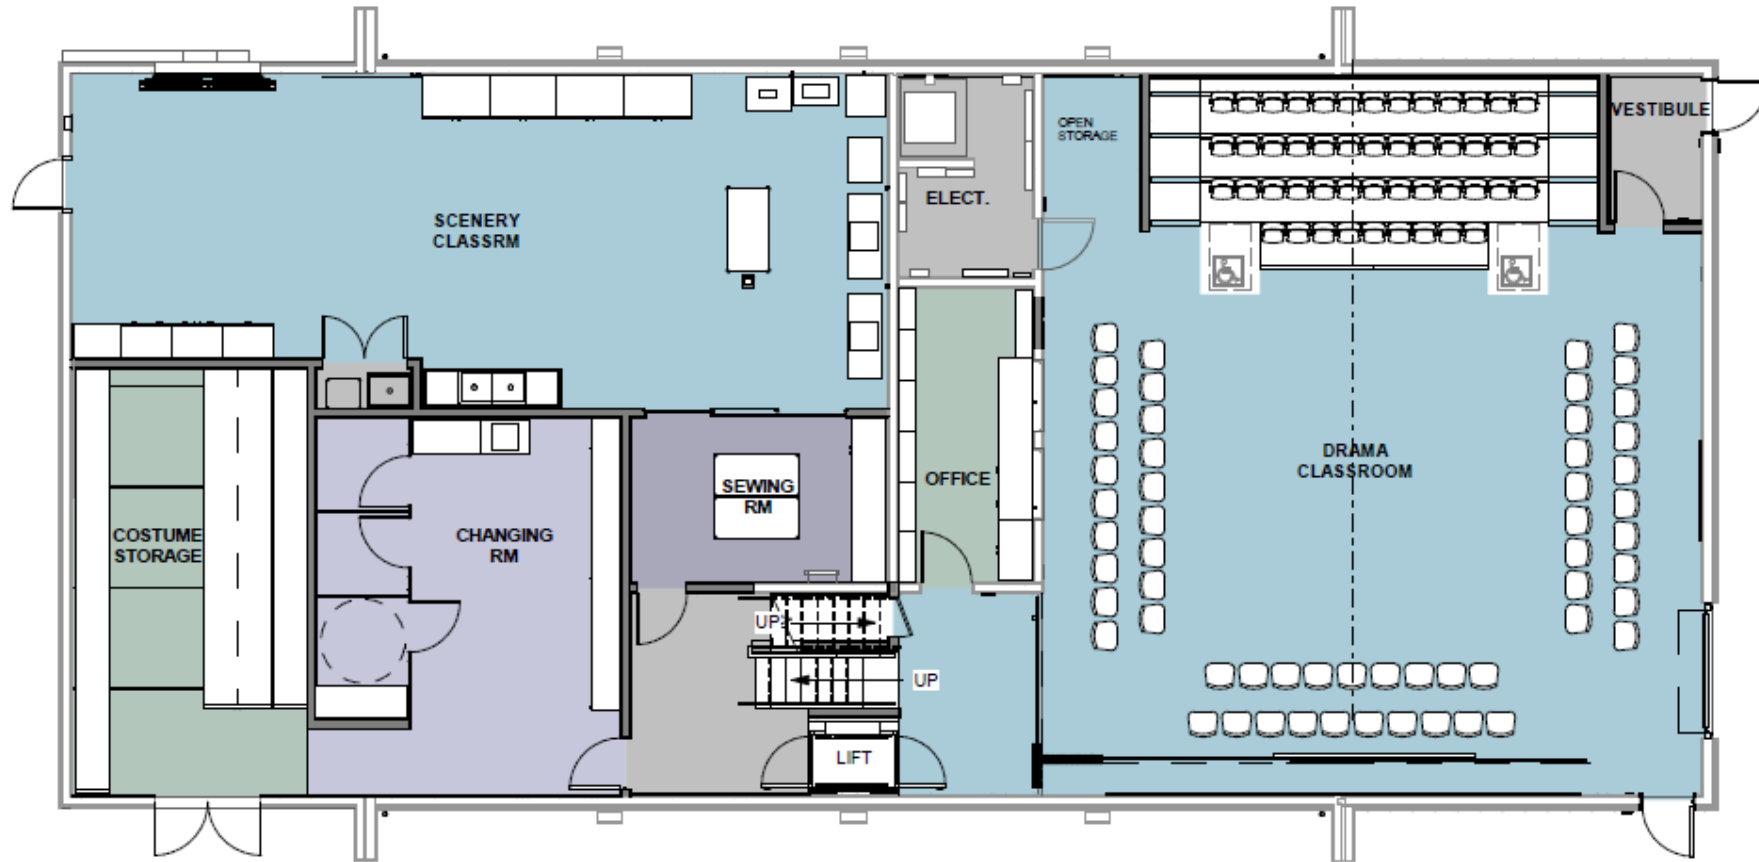 SCENERY
CLASSRM
ELECT.
OPEN
STORAGE
VESTIBULE
DRAMA
CLASSROOM
OFFICE
SEWING
RM
CHANGING
RM
COSTUME
STORAGE
UP
UP
LIFT